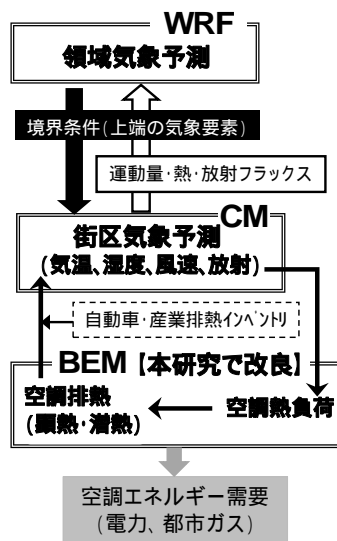 WRF
領域気象予測
境界条件(上端の気象要素)
運動量･熱･放射フラックス
CM
街区気象予測
(気温、湿度、風速、放射)
自動車･産業排熱ｲﾝﾍﾞﾝﾄﾘ
BEM【本研究で改良】
空調排熱
(顕熱･潜熱)
空調熱負荷
空調エネルギー需要
(電力、都市ガス)